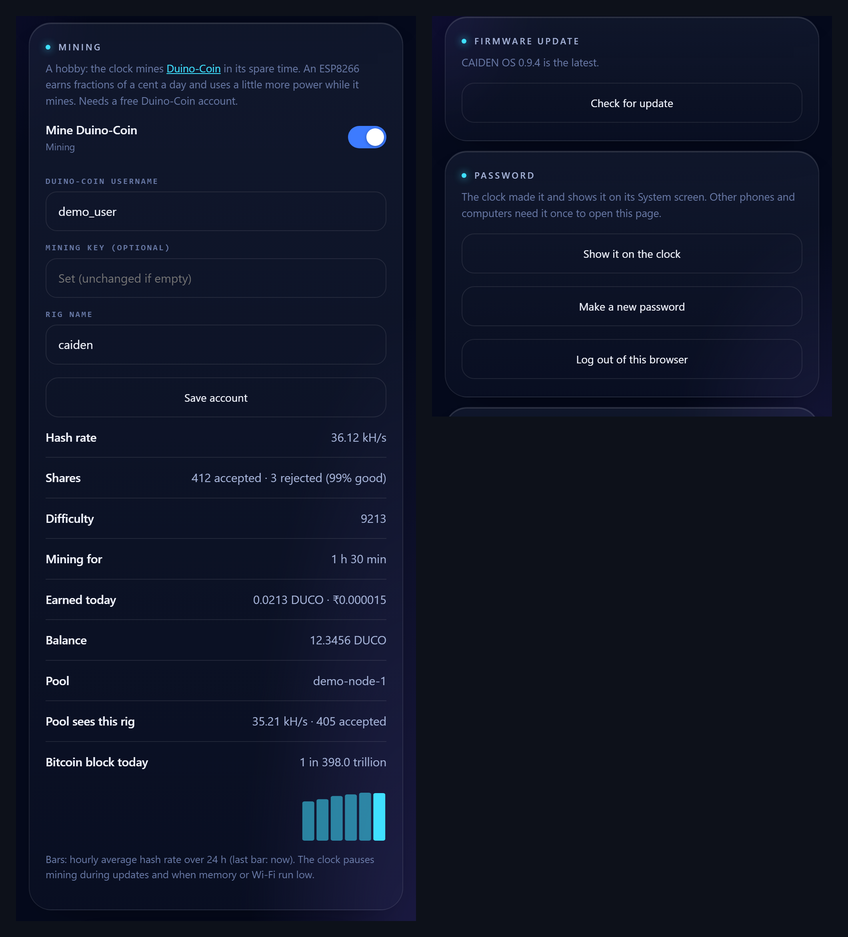 MINING
A hobby: the clock mines Duino-Coin in its spare time. An ESP8266
earns fractions of a cent a day and uses a little more power while it
mines. Needs a free Duino-Coin account.
Mine Duino-Coin
Mining
DUINO-COIN USERNAME
demo_user
MINING KEY (OPTIONAL)
Set (unchanged if empty)
RIG NAME
caiden
Save account
Hash rate 36.12 kH/s
Shares 412 accepted · 3 rejected (99% good)
Difficulty 9213
Mining for 1 h 30 min
Earned today 0.0213 DUCO · ₹0.000015
Balance 12.3456 DUCO
Pool demo-node-1
Pool sees this rig 35.21 kH/s · 405 accepted
Bitcoin block today 1 in 398.0 trillion
Bars: hourly average hash rate over 24 h (last bar: now). The clock pauses
mining during updates and when memory or Wi-Fi run low.
FIRMWARE UPDATE
CAIDEN OS 0.9.4 is the latest.
Check for update
PASSWORD
The clock made it and shows it on its System screen. Other phones and
computers need it once to open this page.
Show it on the clock
Make a new password
Log out of this browser